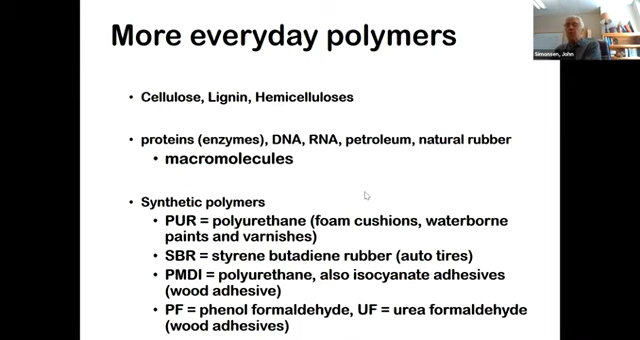 More everyday polymers
Simonsen, John
• Cellulose, Lignin, Hemicelluloses
• proteins (enzymes), DNA, RNA, petroleum, natural rubber
• macromolecules
• Synthetic polymers
• PUR = polyurethane (foam cushions, waterborne
paints and varnishes)
• SBR = styrene butadiene rubber (auto tires)
• PMDI = polyurethane, also isocyanate adhesives
(wood adhesive)
• PF = phenol formaldehyde, UF = urea formaldehyde
(wood adhesives)